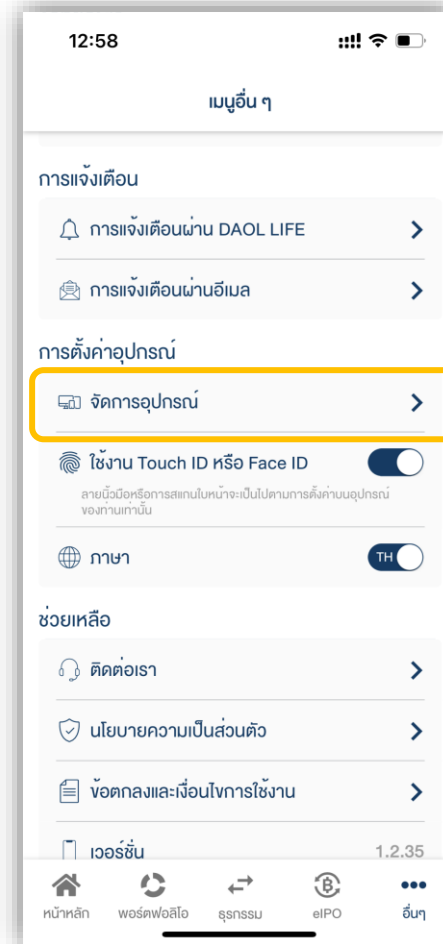 12:58
เมนูอื่น ๆ
การแจ้งเตือน
การแจ้งเตือนผ่าน DAOL LIFE
การแจ้งเตือนผ่านอีเมล
การตั้งค่าอุปกรณ์
จัดการอุปกรณ์
ใช้งาน Touch ID หรือ Face ID
ลายนิ้วมือหรือการสแกนใบหน้าจะเป็นไปตามการตั้งค่าบนอุปกรณ์
ของท่านเท่านั้น
ภาษา
TH
ช่วยเหลือ
ติดต่อเรา
นโยบายความเป็นส่วนตัว
ข้อตกลงและเงื่อนไขการใช้งาน
เวอร์ชั่น 1.2.35
หน้าหลัก พอร์ตฟอลิโอ ธุรกรรม eIPO อื่นๆ